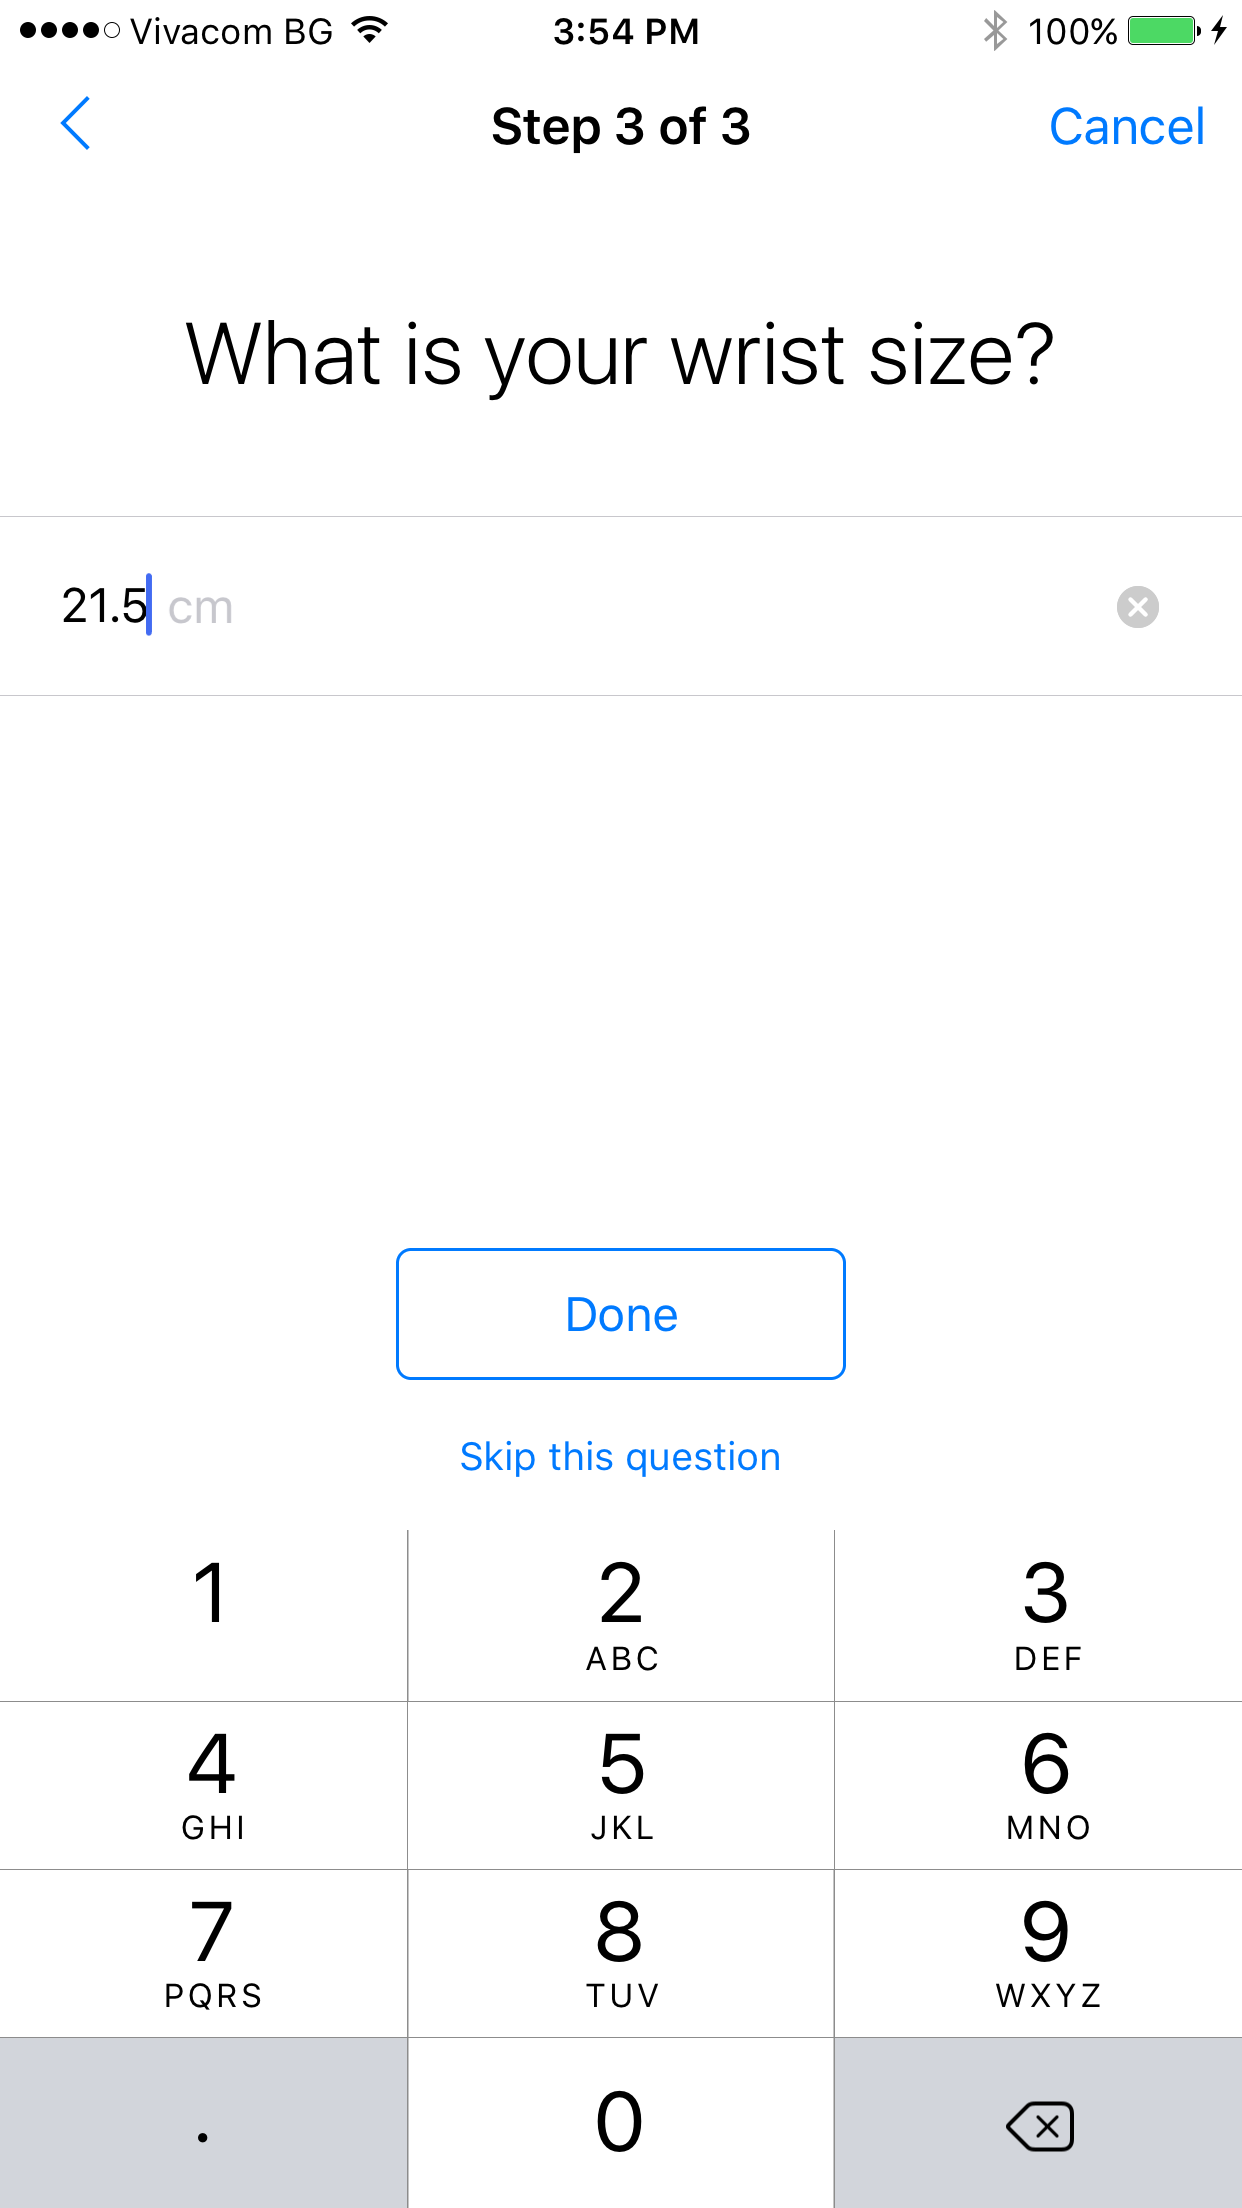 Vivacom BG 3:54 PM 100%
Step 3 of 3 Cancel
What is your wrist size?
21.5 cm
Done
Skip this question
1 2 3
ABC DEF
4 5 6
GHI JKL MNO
7 8 9
PQRS TUV WXYZ
. 0